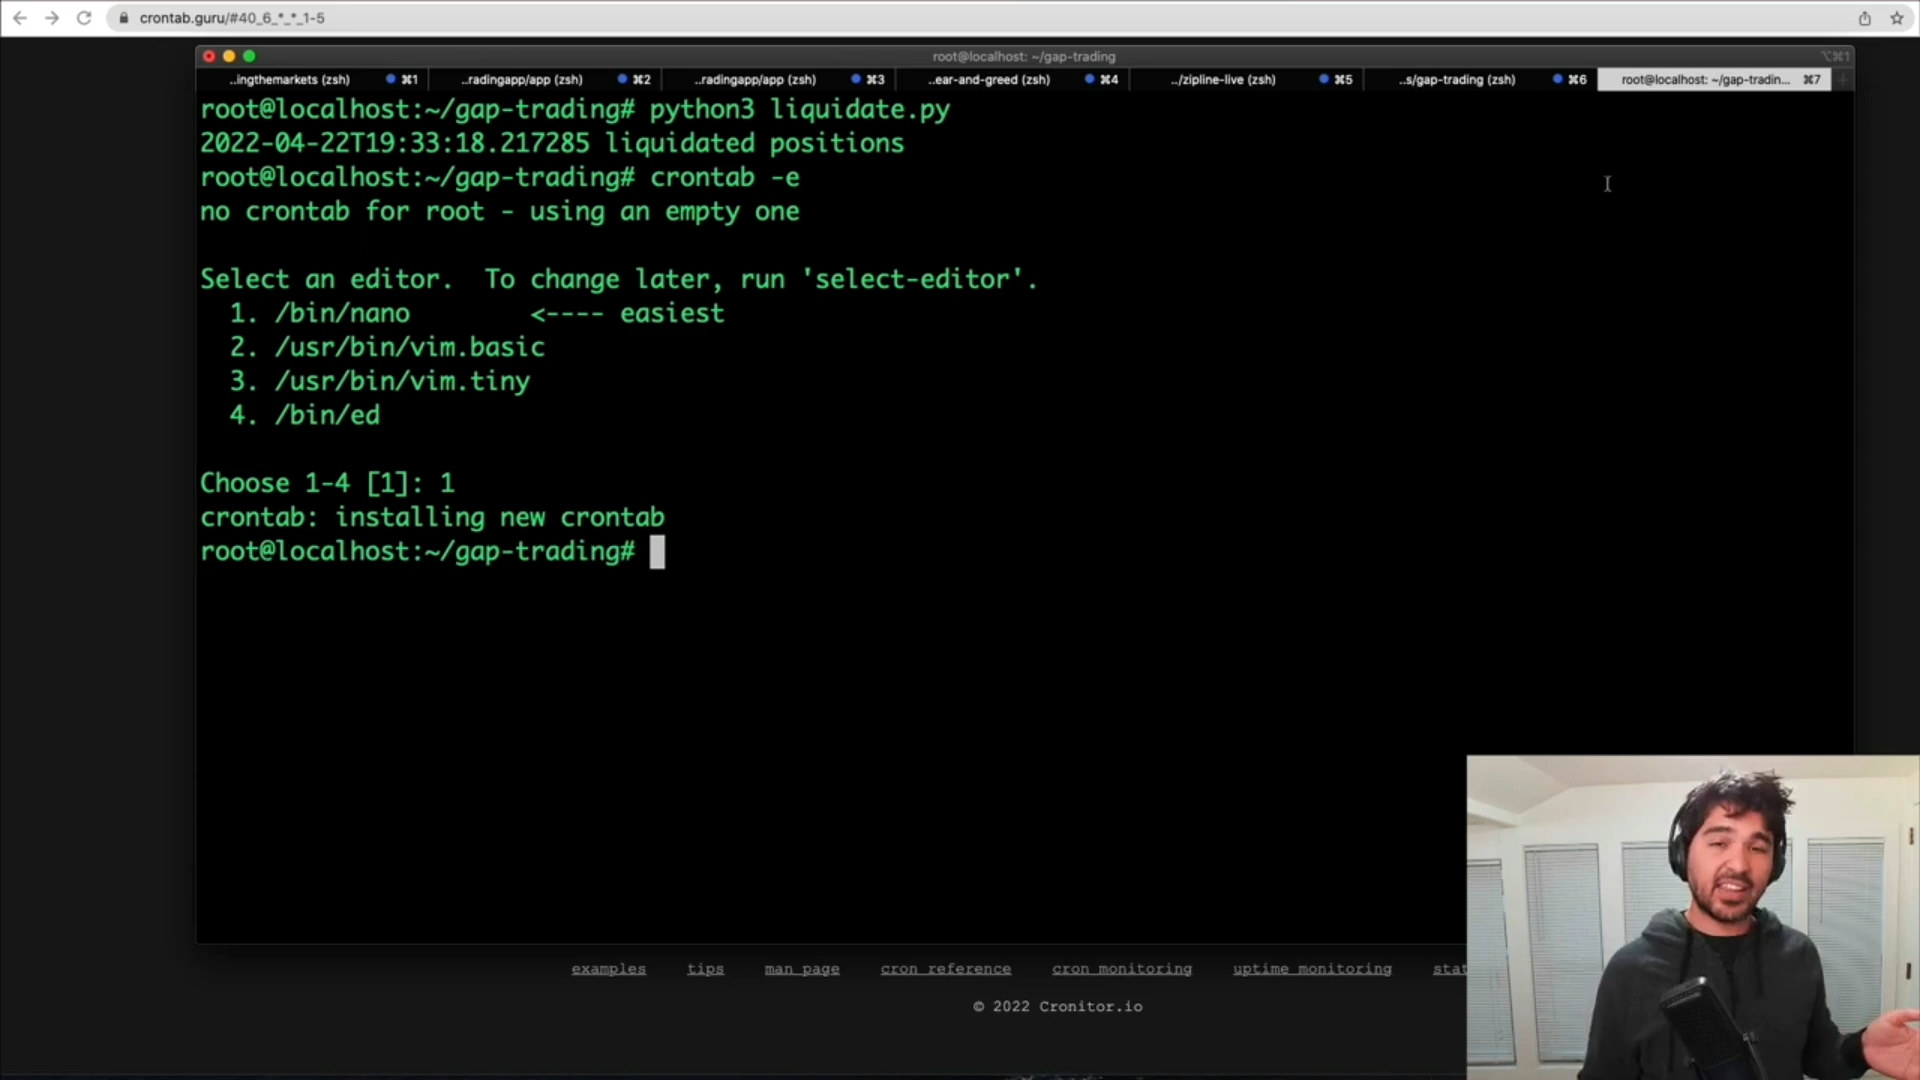 crontab.guru/#40_6_*_*_1-5
root@localhost: ~/gap-trading
⌥⌘1
..ingthemarkets (zsh) ⌘1 ..radingapp/app (zsh) ⌘2 ..radingapp/app (zsh) ⌘3 ..ear-and-greed (zsh) ⌘4 ../zipline-live (zsh) ⌘5 ..s/gap-trading (zsh) ⌘6 root@localhost: ~/gap-tradin... ⌘7
root@localhost:~/gap-trading# python3 liquidate.py
2022-04-22T19:33:18.217285 liquidated positions
root@localhost:~/gap-trading# crontab -e
no crontab for root - using an empty one
Select an editor.  To change later, run 'select-editor'.
1. /bin/nano        <---- easiest
2. /usr/bin/vim.basic
3. /usr/bin/vim.tiny
4. /bin/ed
Choose 1-4 [1]: 1
crontab: installing new crontab
root@localhost:~/gap-trading#
examples tips man page cron reference cron monitoring uptime monitoring stat
© 2022 Cronitor.io